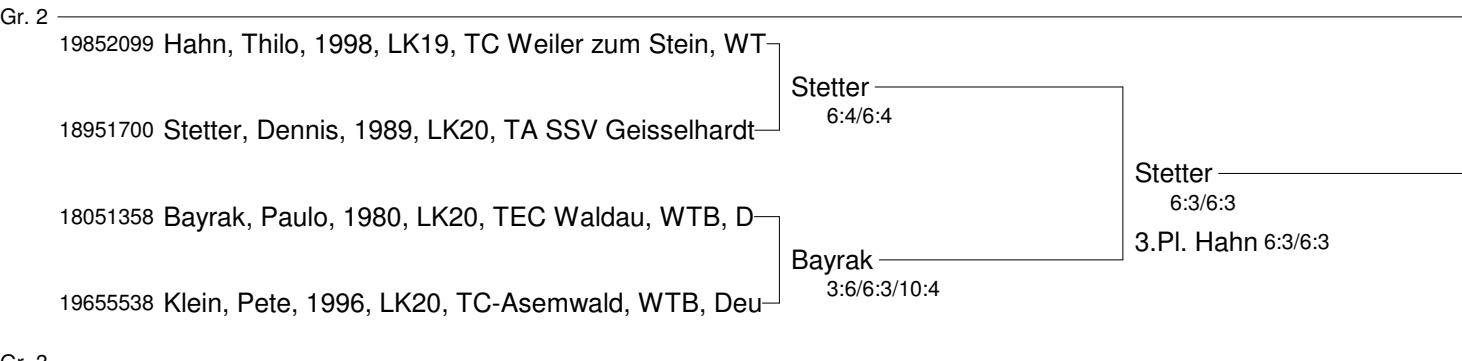 Gr. 2
19852099 Hahn, Thilo, 1998, LK19, TC Weiler zum Stein, WT
Stetter
6:4/6:4
18951700 Stetter, Dennis, 1989, LK20, TA SSV Geisselhardt
Stetter
6:3/6:3
18051358 Bayrak, Paulo, 1980, LK20, TEC Waldau, WTB, D
3.Pl. Hahn 6:3/6:3
Bayrak
3:6/6:3/10:4
19655538 Klein, Pete, 1996, LK20, TC-Asemwald, WTB, Deu